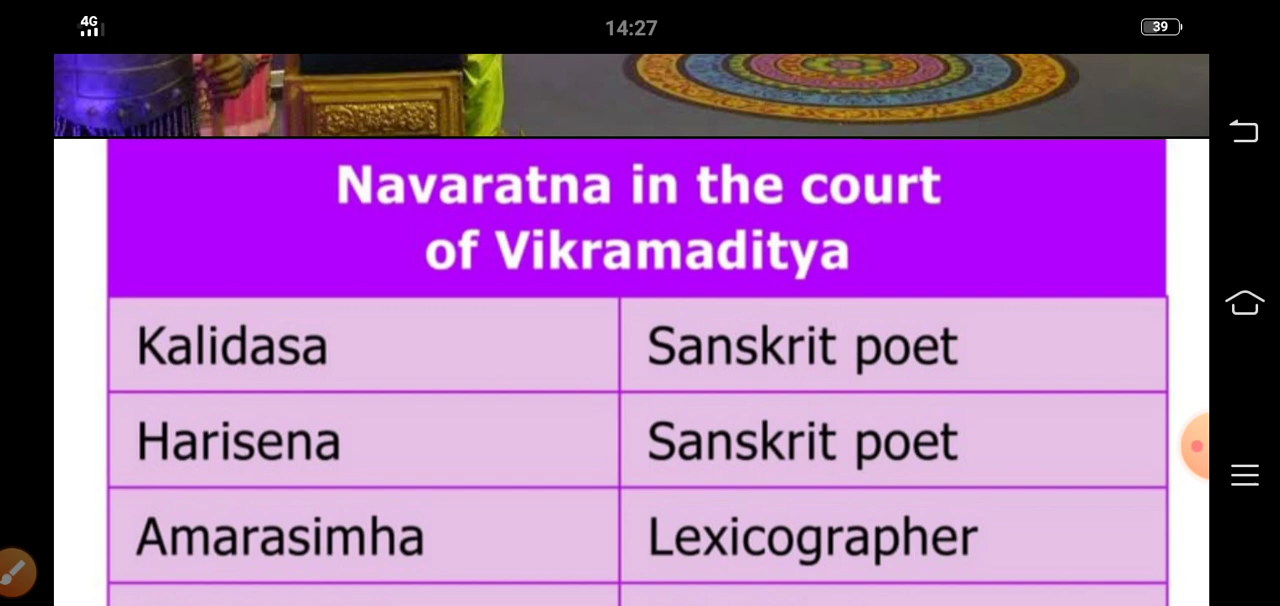 4G
14:27
39
Navaratna in the court
of Vikramaditya
Kalidasa Sanskrit poet
Harisena Sanskrit poet
Amarasimha Lexicographer